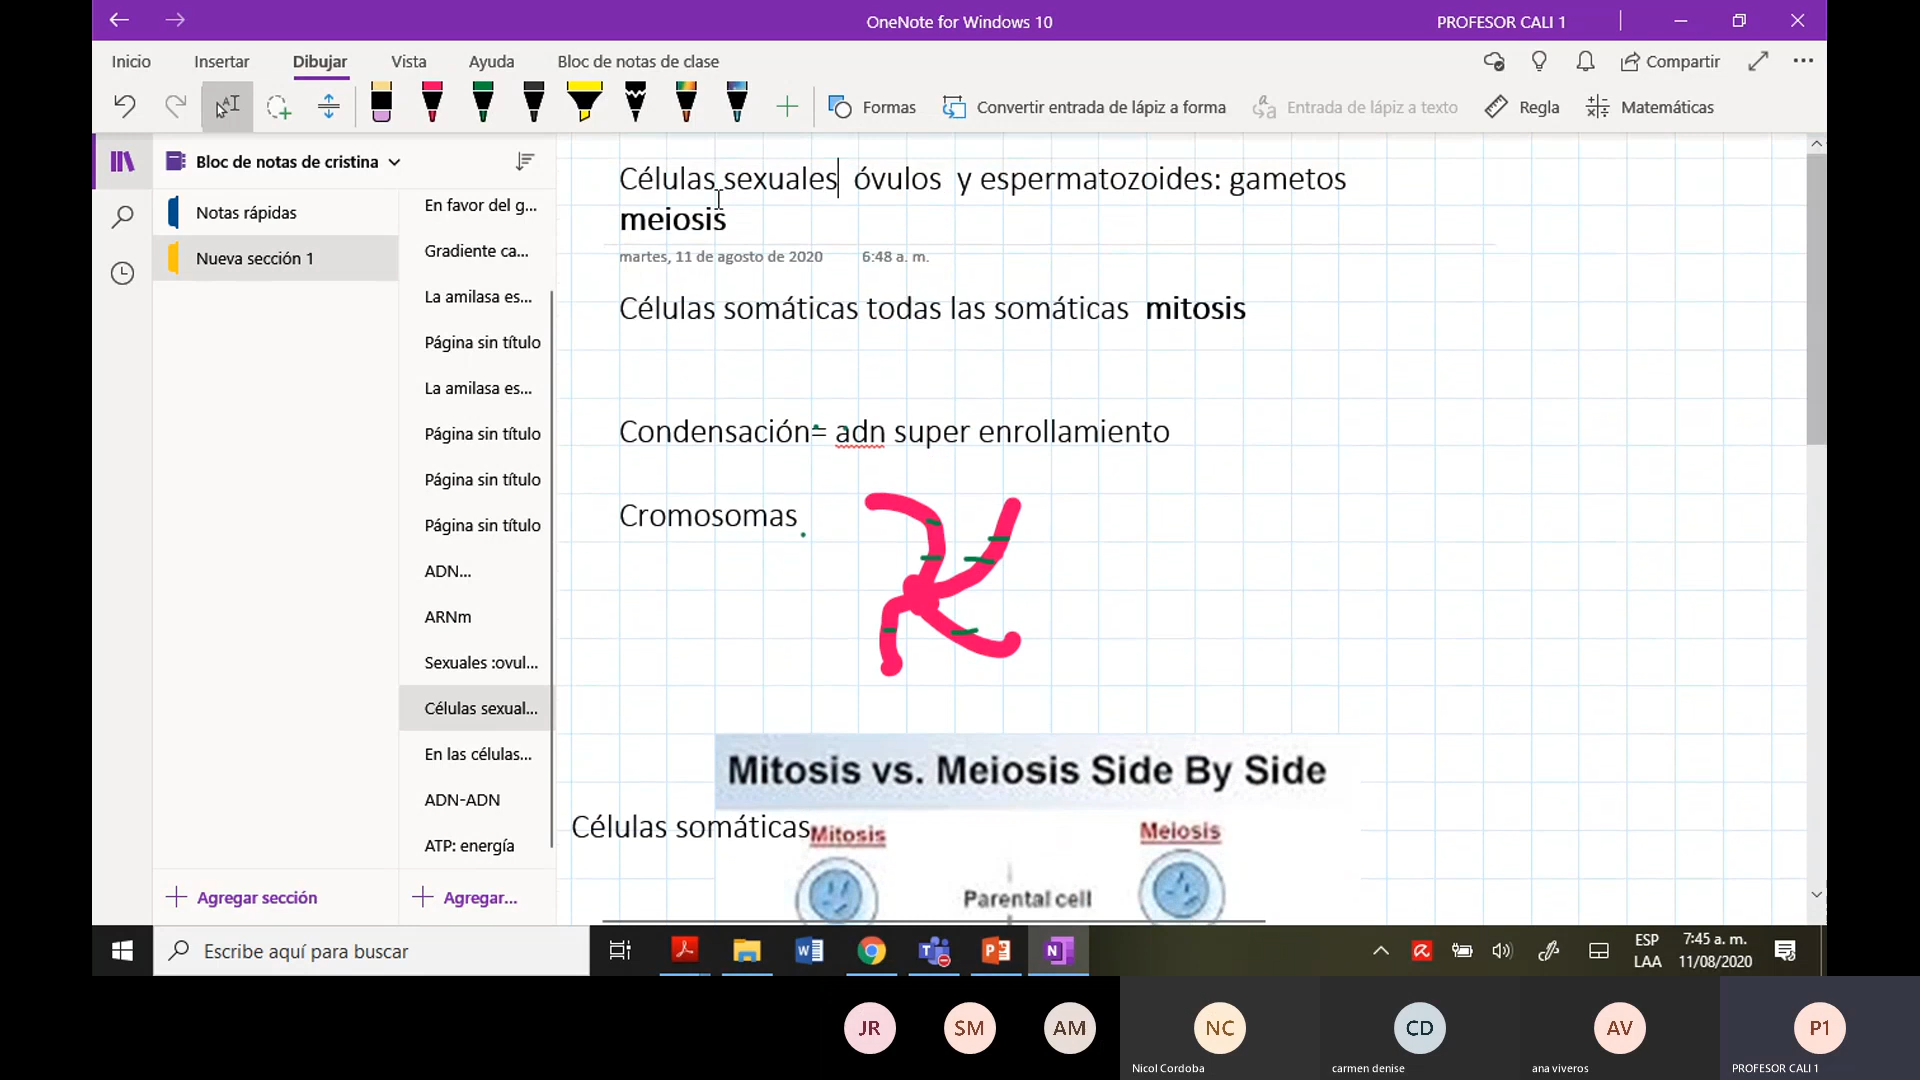 OneNote for Windows 10
PROFESOR CALI 1
Inicio
Insertar
Dibujar
Vista
Ayuda
Bloc de notas de clase
Compartir
Formas
Convertir entrada de lápiz a forma
Entrada de lápiz a texto
Regla
Matemáticas
Bloc de notas de cristina
Notas rápidas
Nueva sección 1
Agregar sección
En favor del g...
Gradiente ca...
La amilasa es...
Página sin título
La amilasa es...
Página sin título
Página sin título
Página sin título
ADN...
ARNm
Sexuales :ovul...
Células sexual...
En las células...
ADN-ADN
ATP: energía
Agregar...
Células sexuales óvulos y espermatozoides: gametos
meiosis
martes, 11 de agosto de 2020 6:48 a. m.
Células somáticas todas las somáticas mitosis
Condensación= adn super enrollamiento
Cromosomas
Mitosis vs. Meiosis Side By Side
Células somáticas
Mitosis
Meiosis
Parental cell
Escribe aquí para buscar
ESP
LAA
7:45 a. m.
11/08/2020
JR
SM
AM
NC
Nicol Cordoba
CD
carmen denise
AV
ana viveros
P1
PROFESOR CALI 1